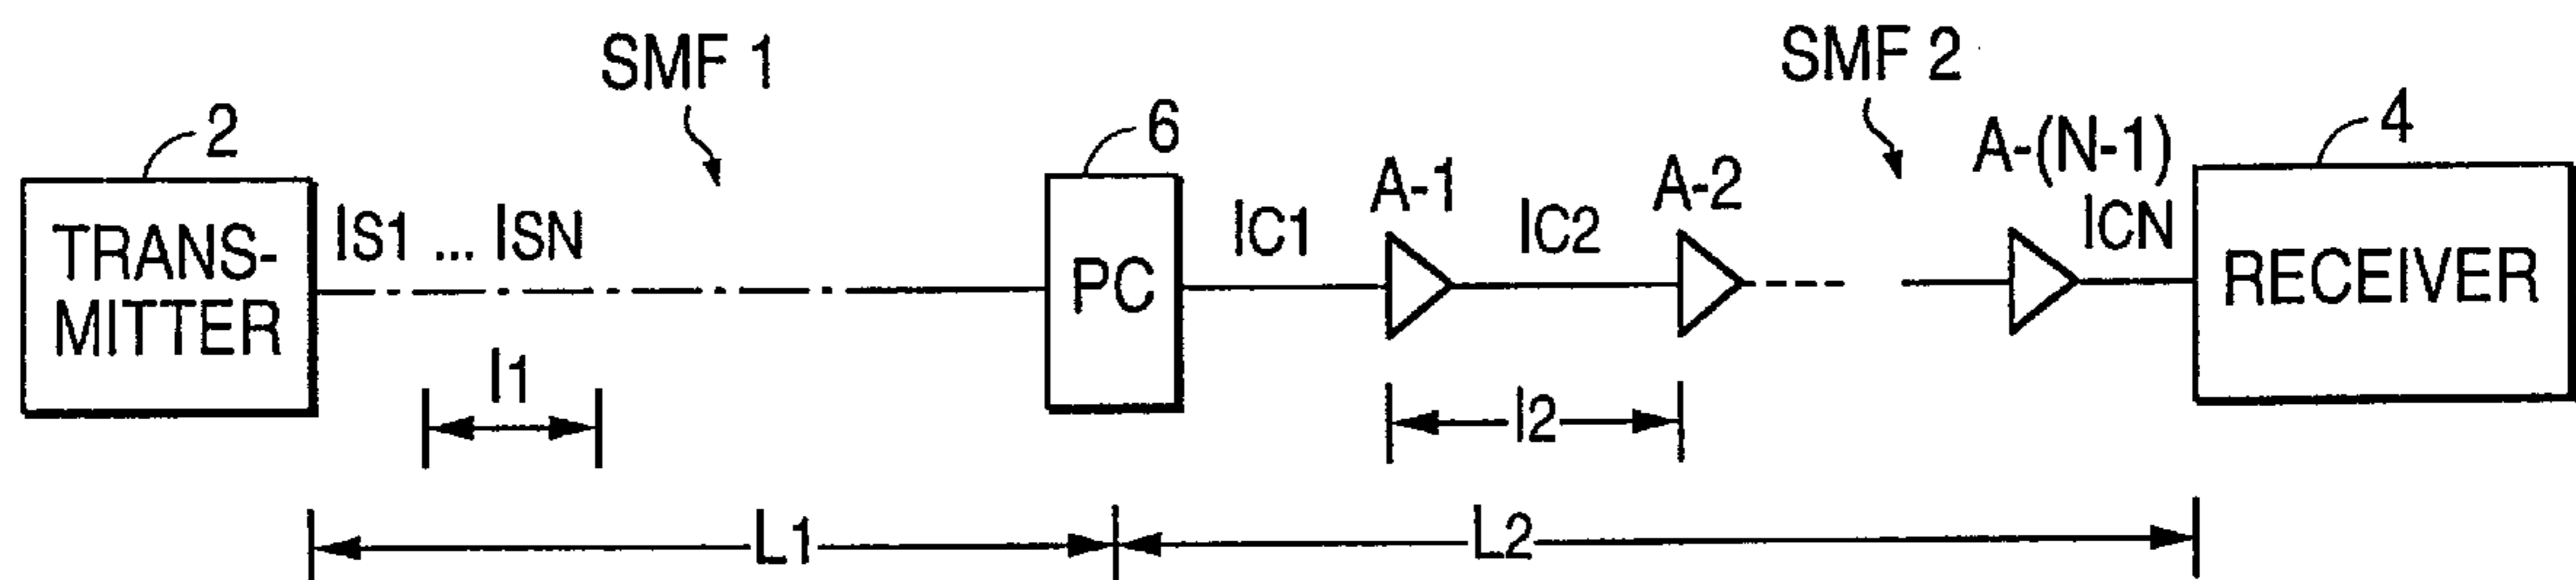 SMF 1
SMF 2
2
6
4
A-1
A-2
A-(N-1)
TRANS-
MITTER
IS1 ... ISN
PC
IC1
IC2
ICN
RECEIVER
l1
l2
L1
L2